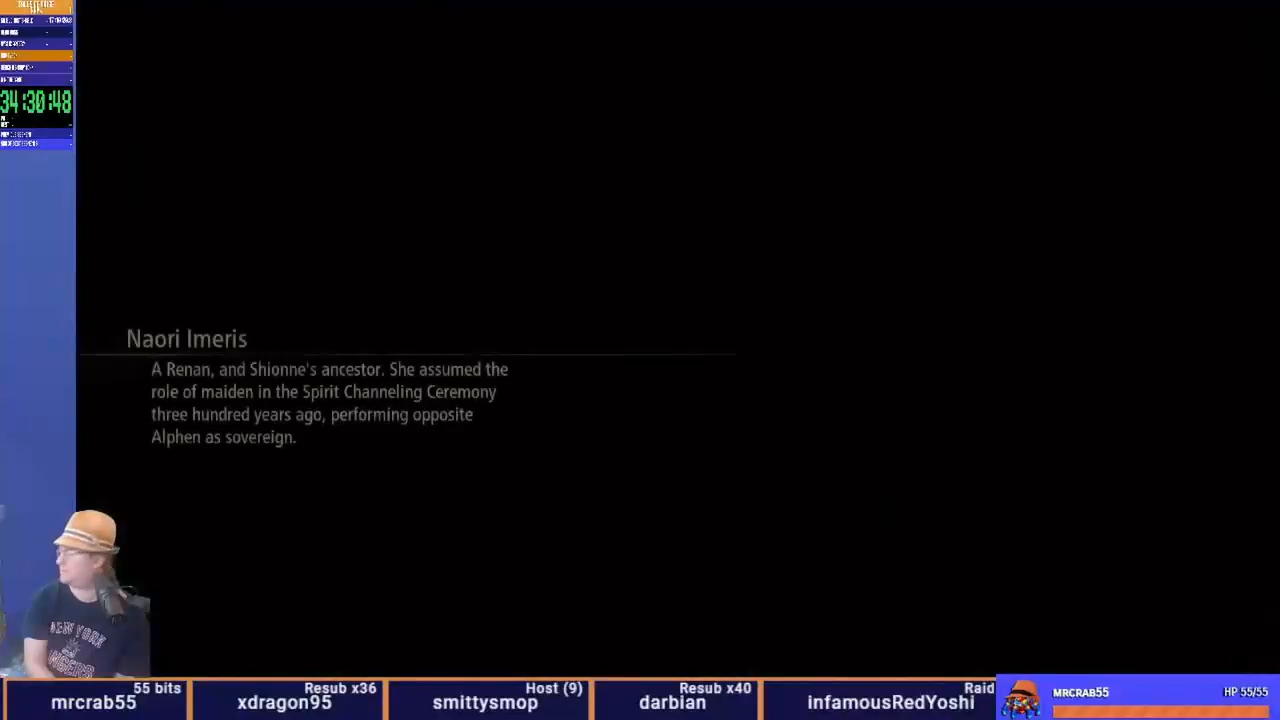 34:30:48
Naori Imeris
A Renan, and Shionne's ancestor. She assumed the
role of maiden in the Spirit Channeling Ceremony
three hundred years ago, performing opposite
Alphen as sovereign.
NEW YORK
55 bits
mrcrab55
Resub x36
xdragon95
Host (9)
smittysmop
Resub x40
darbian
Raid
infamousRedYoshi
MRCRAB55
HP 55/55